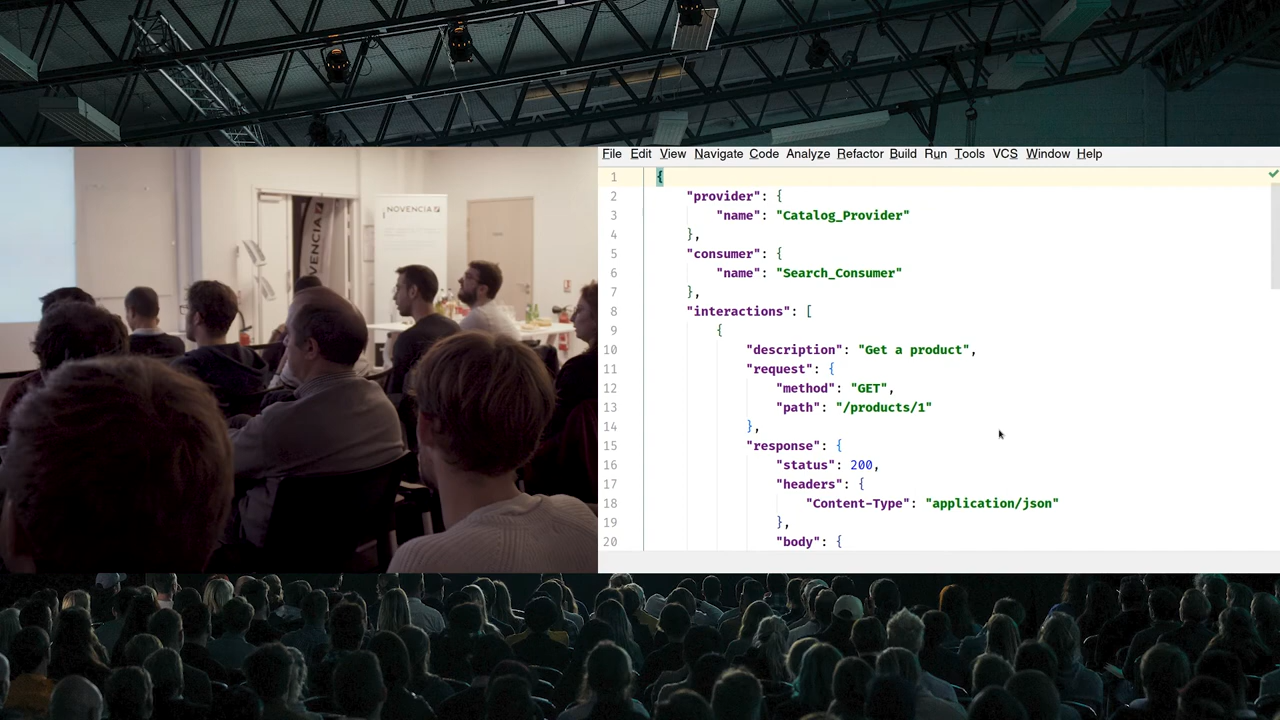 NOVENCIA
VENCIA
File Edit View Navigate Code Analyze Refactor Build Run Tools VCS Window Help
1 {
2 "provider": {
3 "name": "Catalog_Provider"
4 },
5 "consumer": {
6 "name": "Search_Consumer"
7 },
8 "interactions": [
9 {
10 "description": "Get a product",
11 "request": {
12 "method": "GET",
13 "path": "/products/1"
14 },
15 "response": {
16 "status": 200,
17 "headers": {
18 "Content-Type": "application/json"
19 },
20 "body": {